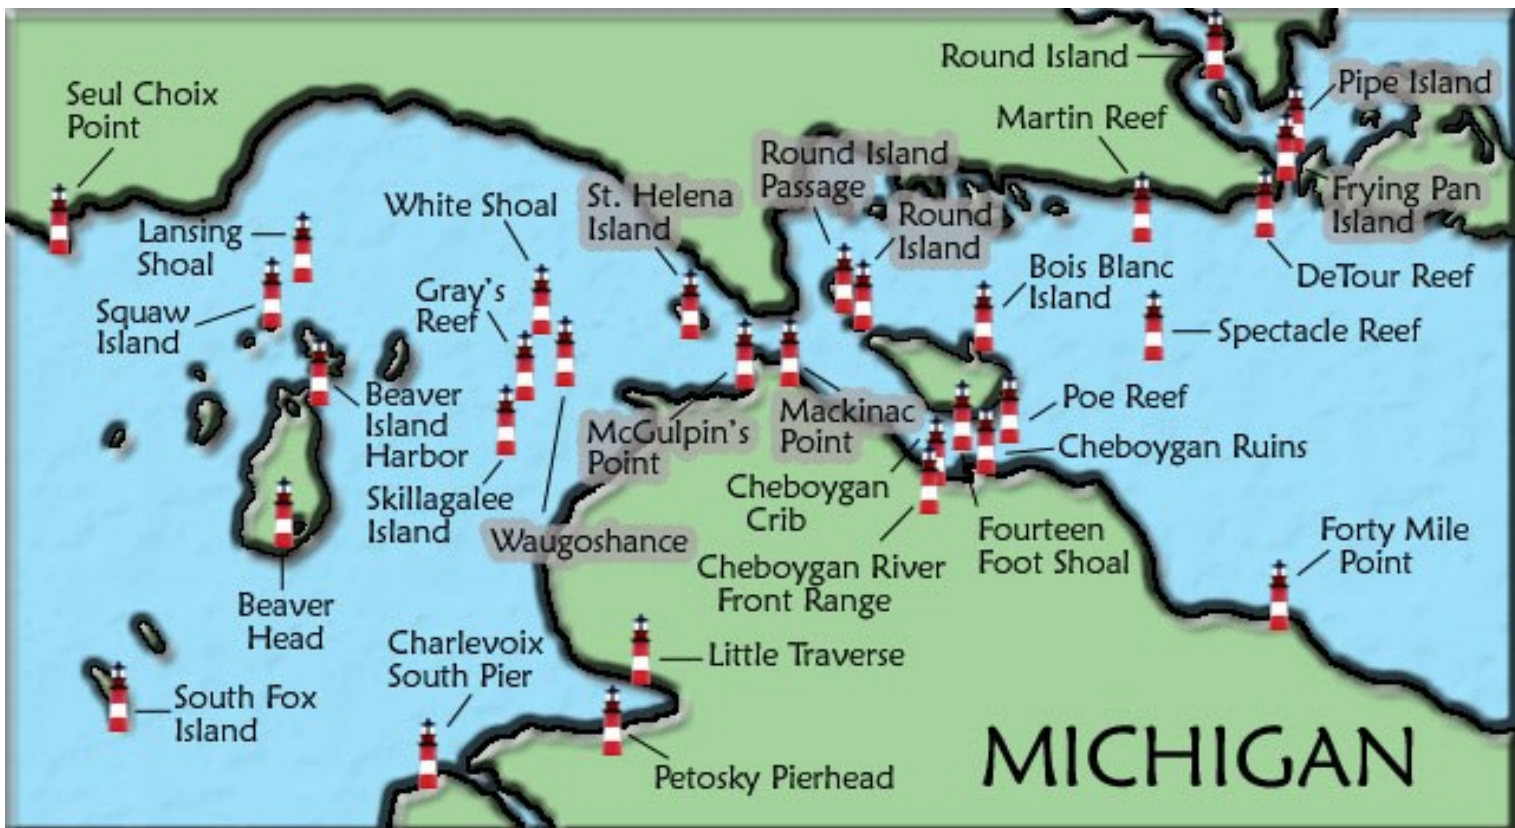 Round Island
Pipe Island
Seul Choix
Point
Martin Reef
Round Island
Passage
White Shoal
St. Helena
Island
Frying Pan
Island
Round
Island
Lansing
Shoal
DeTour Reef
Bois Blanc
Island
Gray's
Reef
Squaw
Island
Spectacle Reef
Beaver
Island
Harbor
Poe Reef
McGulpin's
Point
Mackinac
Point
Cheboygan Ruins
Skillagalee
Island
Cheboygan
Crib
Waugoshance
Fourteen
Foot Shoal
Forty Mile
Point
Cheboygan River
Front Range
Beaver
Head
Charlevoix
South Pier
Little Traverse
South Fox
Island
Petosky Pierhead
MICHIGAN